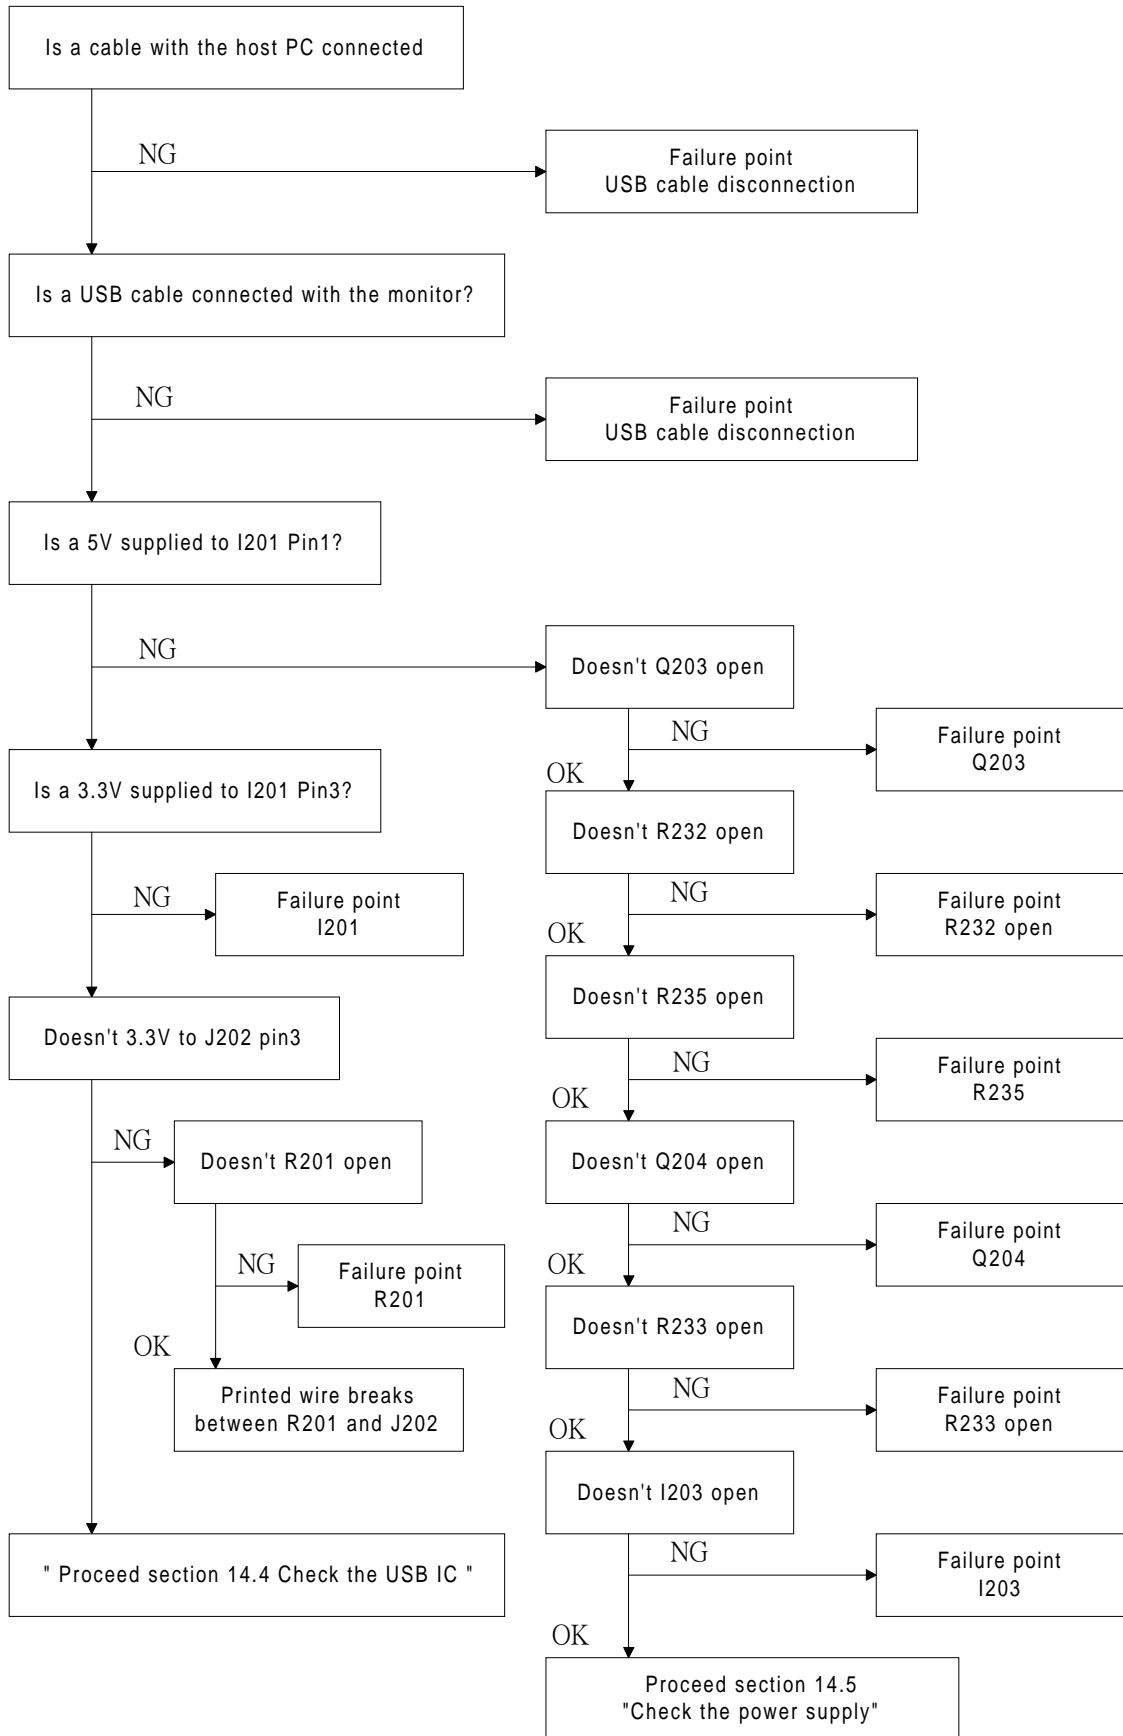 Is a cable with the host PC connected
NG
Failure point
USB cable disconnection
Is a USB cable connected with the monitor?
NG
Failure point
USB cable disconnection
Is a 5V supplied to I201 Pin1?
NG
Doesn't Q203 open
NG
Failure point
Q203
OK
Is a 3.3V supplied to I201 Pin3?
Doesn't R232 open
NG
Failure point
I201
NG
Failure point
R232 open
OK
Doesn't R235 open
Doesn't 3.3V to J202 pin3
NG
Failure point
R235
OK
NG
Doesn't R201 open
Doesn't Q204 open
NG
Failure point
Q204
NG
Failure point
R201
OK
Doesn't R233 open
OK
Printed wire breaks
between R201 and J202
NG
Failure point
R233 open
OK
Doesn't I203 open
" Proceed section 14.4 Check the USB IC "
NG
Failure point
I203
OK
Proceed section 14.5
"Check the power supply"